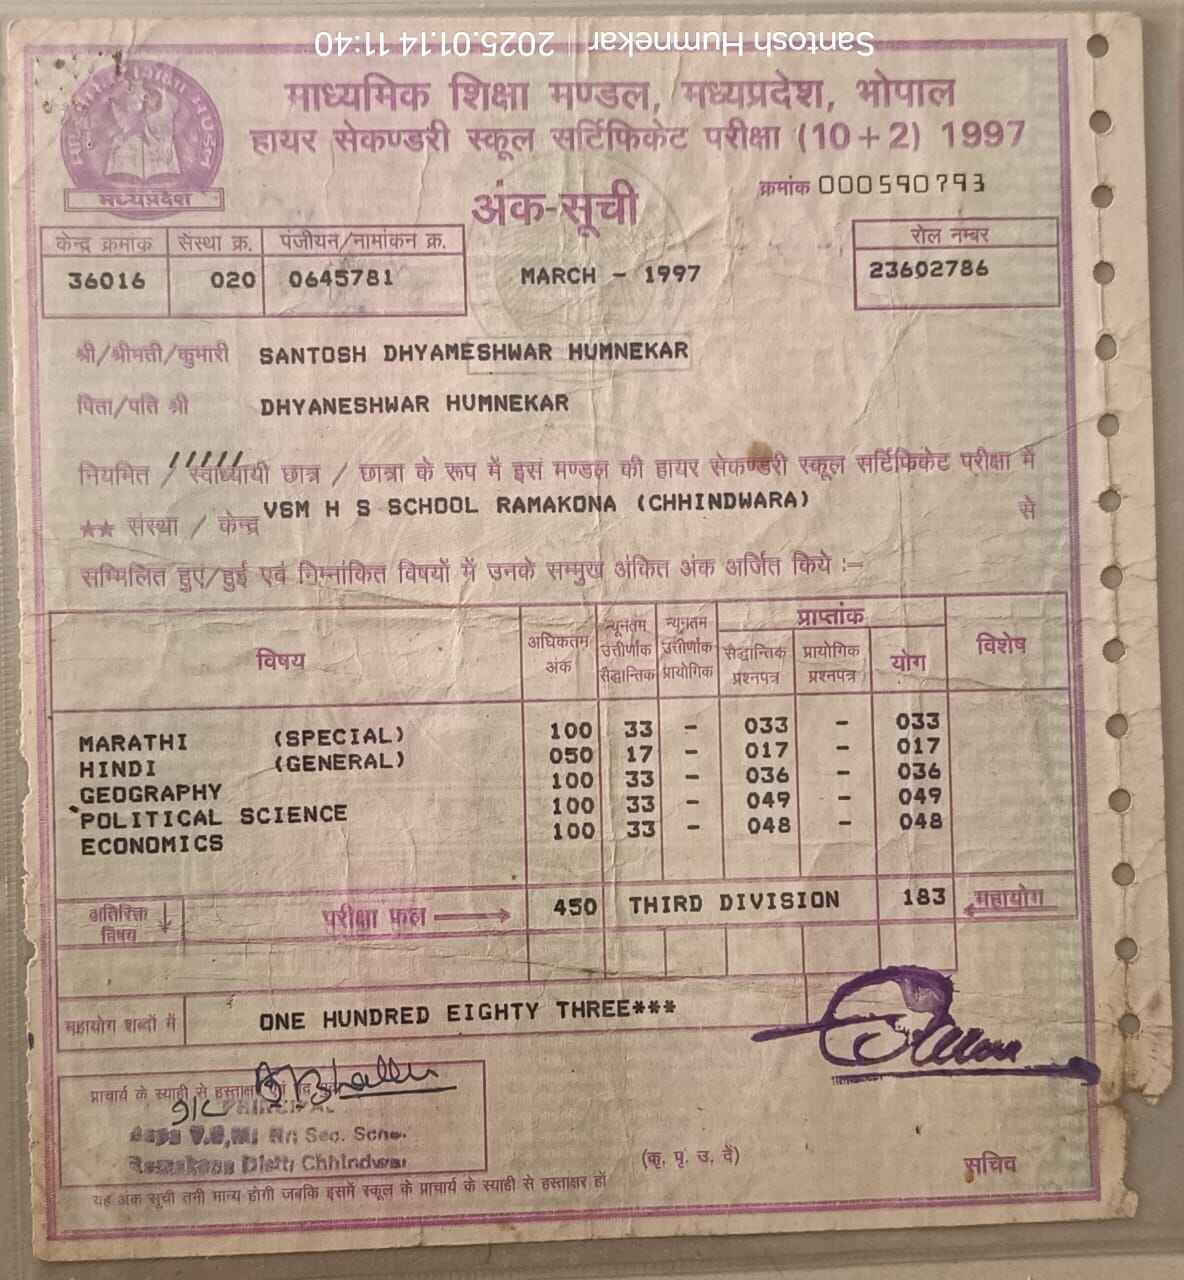 Santosh Humnekar | 2025.01.14 11:40
माध्यमिक शिक्षा मण्डल, मध्यप्रदेश, भोपाल
हायर सेकण्डरी स्कूल सर्टिफिकेट परीक्षा (10+2) 1997
मध्यप्रदेश
अंक-सूची
क्रमांक 000590793
केन्द्र क्रमांक संस्था क्र. पंजीयन/नामांकन क्र. रोल नम्बर
36016 020 0645781 MARCH - 1997 23602786
श्री/श्रीमती/कुमारी SANTOSH DHYAMESHWAR HUMNEKAR
पिता/पति श्री DHYANESHWAR HUMNEKAR
नियमित / स्वाध्यायी छात्र / छात्रा के रूप में इस मण्डल की हायर सेकण्डरी स्कूल सर्टिफिकेट परीक्षा में
** संस्था / केन्द्र VSM H S SCHOOL RAMAKONA (CHHINDWARA) से
सम्मिलित हुए/हुई एवं निम्नांकित विषयों में उनके सम्मुख अंकित अंक अर्जित किये :-
विषय अधिकतम अंक न्यूनतम उत्तीर्णांक सैद्धान्तिक न्यूनतम उत्तीर्णांक प्रायोगिक प्राप्तांक विशेष
सैद्धान्तिक प्रश्नपत्र प्रायोगिक प्रश्नपत्र योग
MARATHI (SPECIAL) 100 33 - 033 - 033
HINDI (GENERAL) 050 17 - 017 - 017
GEOGRAPHY 100 33 - 036 - 036
POLITICAL SCIENCE 100 33 - 049 - 049
ECONOMICS 100 33 - 048 - 048
अतिरिक्त विषय परीक्षा फल 450 THIRD DIVISION 183 महायोग
महायोग शब्दों में ONE HUNDRED EIGHTY THREE***
प्राचार्य के स्याही से हस्ताक्षर
PRINCIPAL
Sec.
Distt Chhindwar
(कृ. पृ. उ. दें) सचिव
यह अंक सूची तभी मान्य होगी जबकि इसमें स्कूल के प्राचार्य के स्याही से हस्ताक्षर हों